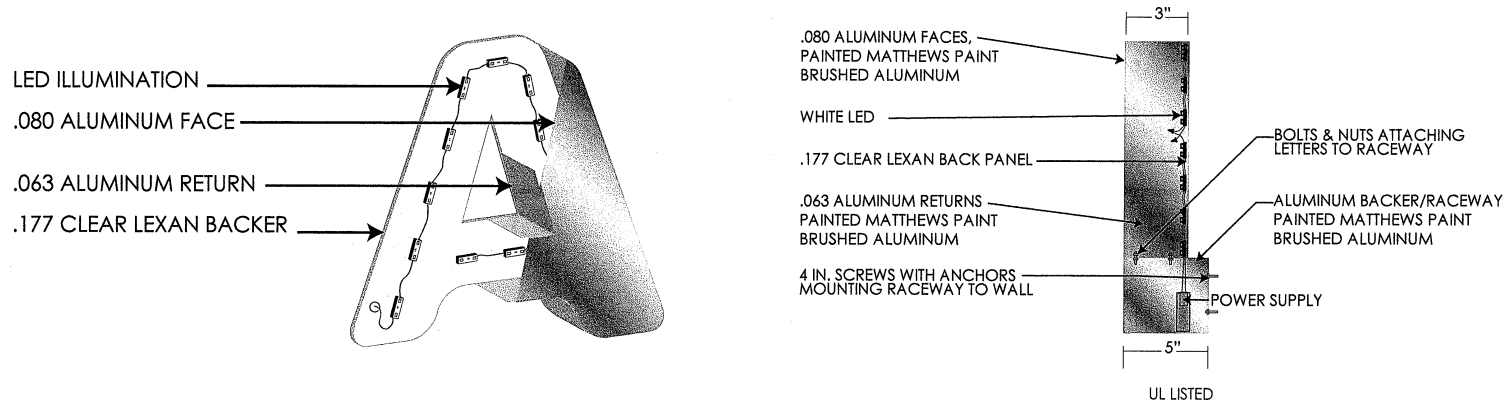 LED ILLUMINATION
.080 ALUMINUM FACE
.063 ALUMINUM RETURN
.177 CLEAR LEXAN BACKER
3"
.080 ALUMINUM FACES,
PAINTED MATTHEWS PAINT
BRUSHED ALUMINUM
WHITE LED
.177 CLEAR LEXAN BACK PANEL
.063 ALUMINUM RETURNS
PAINTED MATTHEWS PAINT
BRUSHED ALUMINUM
4 IN. SCREWS WITH ANCHORS
MOUNTING RACEWAY TO WALL
BOLTS & NUTS ATTACHING
LETTERS TO RACEWAY
ALUMINUM BACKER/RACEWAY
PAINTED MATTHEWS PAINT
BRUSHED ALUMINUM
POWER SUPPLY
5"
UL LISTED